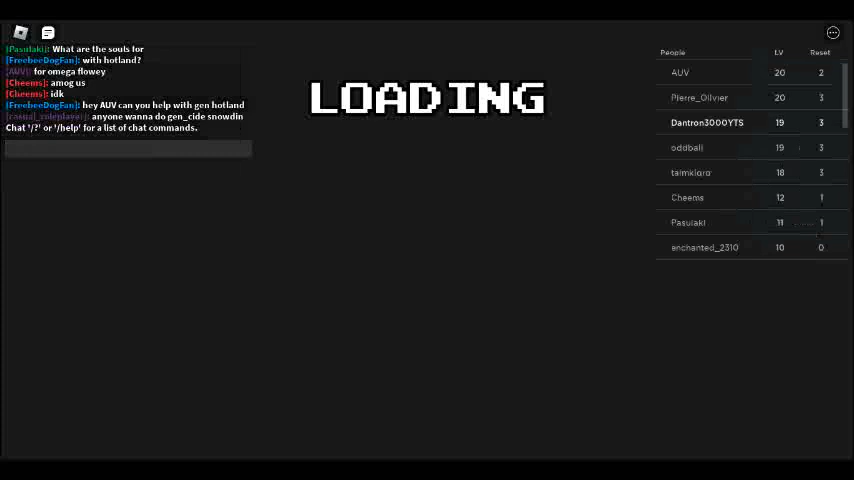 [Pasulaki]: What are the souls for
[FreebeeDogFan]: with hotland?
[AUV]: for omega flowey
[Cheems]: amog us
[Cheems]: idk
[FreebeeDogFan]: hey AUV can you help with gen hotland
[casual_roleplayer]: anyone wanna do gen_cide snowdin
Chat '/?' or '/help' for a list of chat commands.
LOADING
People LV Reset
AUV 20 2
Pierre_Olivier 20 3
Dantron3000YTS 19 3
oddball 19 3
18 3
Cheems 12 1
Pasulaki 11 1
enchanted_2310 10 0